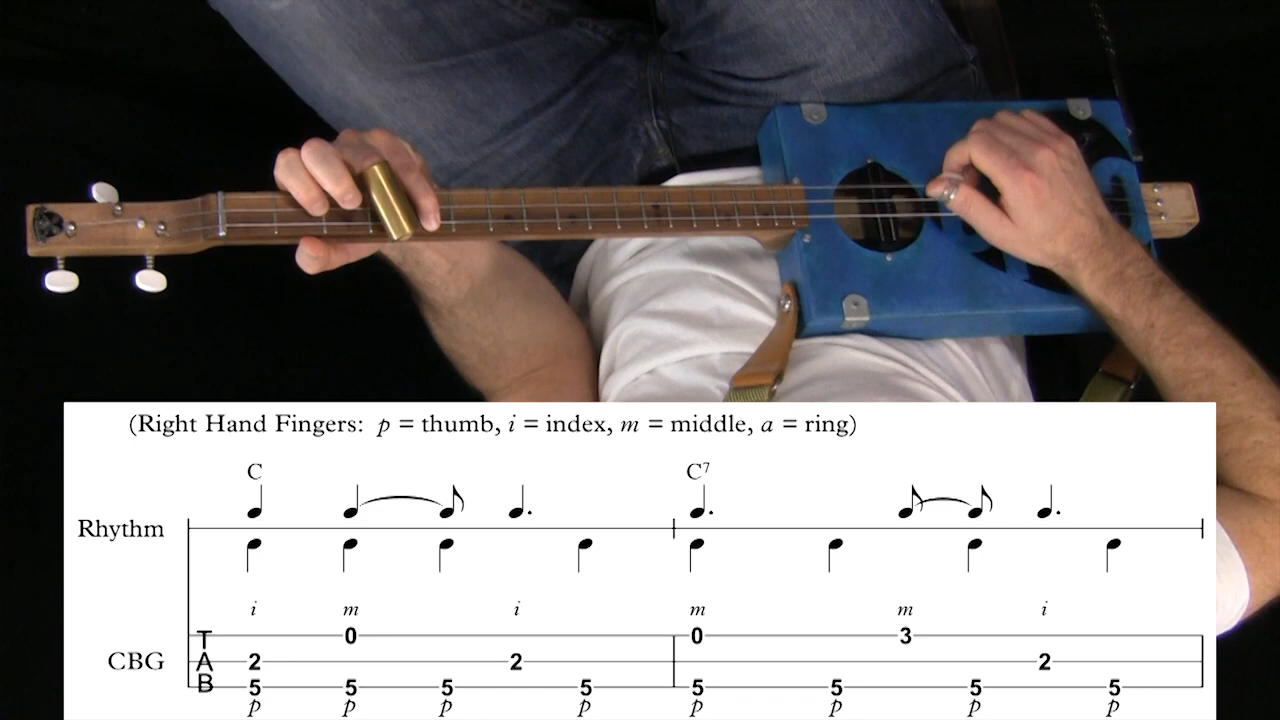 (Right Hand Fingers: p = thumb, i = index, m = middle, a = ring)
C C7
Rhythm
i m i m m i
T 0 0 3
CBG A 2 2 2
B 5 5 5 5 5 5 5 5
p p p p p p p p